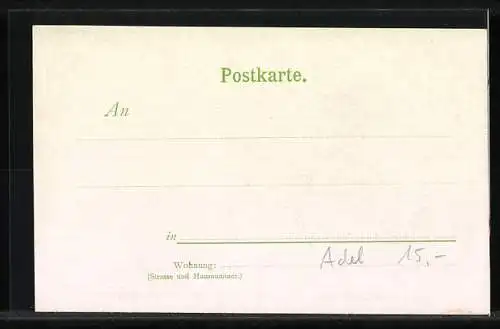 Postkarte.
An
in
Wohnung:
(Strasse und Hausnummer.)
Adel 15,-